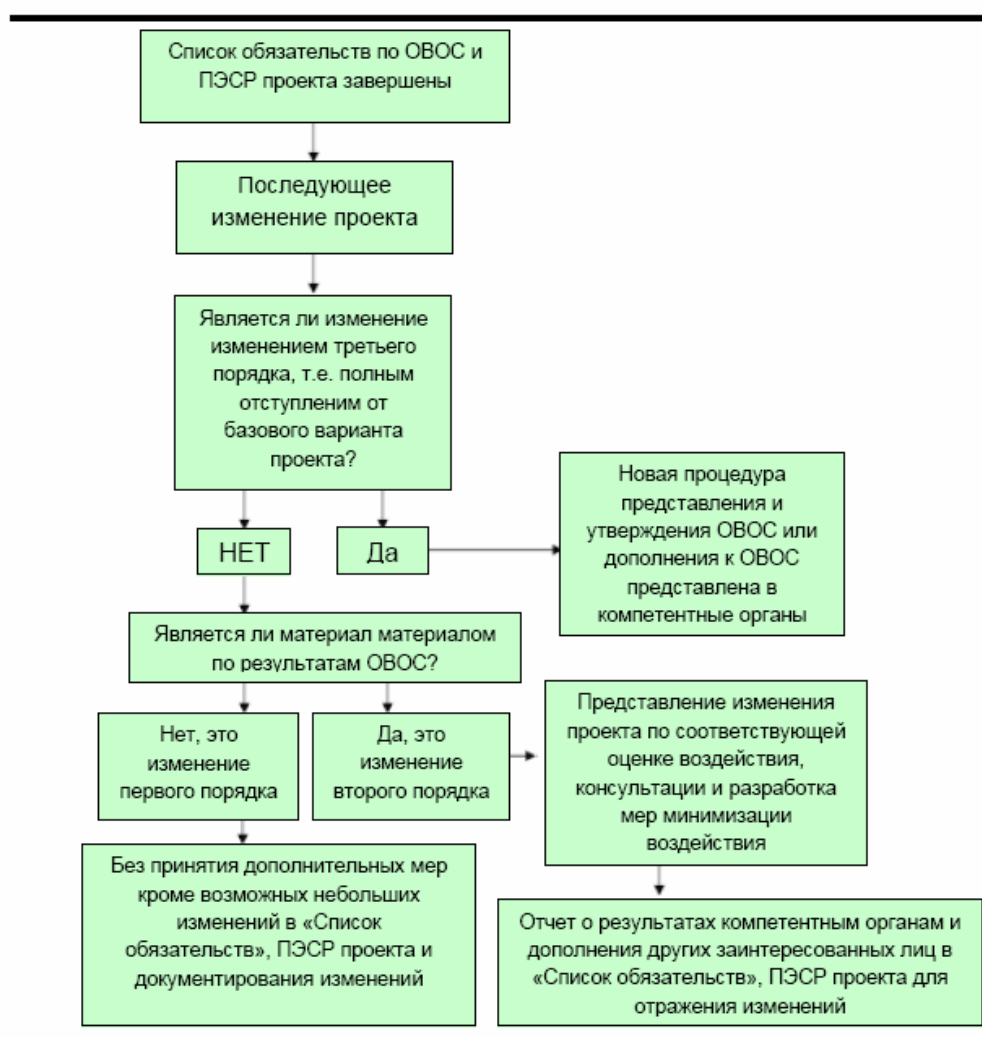 Список обязательств по ОВОС и
ПЭСР проекта завершены
Последующее
изменение проекта
Является ли изменение
изменением третьего
порядка, т.е. полным
отступленим от
базового варианта
проекта?
НЕТ
Да
Новая процедура
представления и
утверждения ОВОС или
дополнения к ОВОС
представлена в
компетентные органы
Является ли материал материалом
по результатам ОВОС?
Нет, это
изменение
первого порядка
Да, это
изменение
второго порядка
Представление изменения
проекта по соответствующей
оценке воздействия,
консультации и разработка
мер минимизации
воздействия
Без принятия дополнительных мер
кроме возможных небольших
изменений в «Список
обязательств», ПЭСР проекта и
документирования изменений
Отчет о результатах компетентным органам и
дополнения других заинтересованных лиц в
«Список обязательств», ПЭСР проекта для
отражения изменений